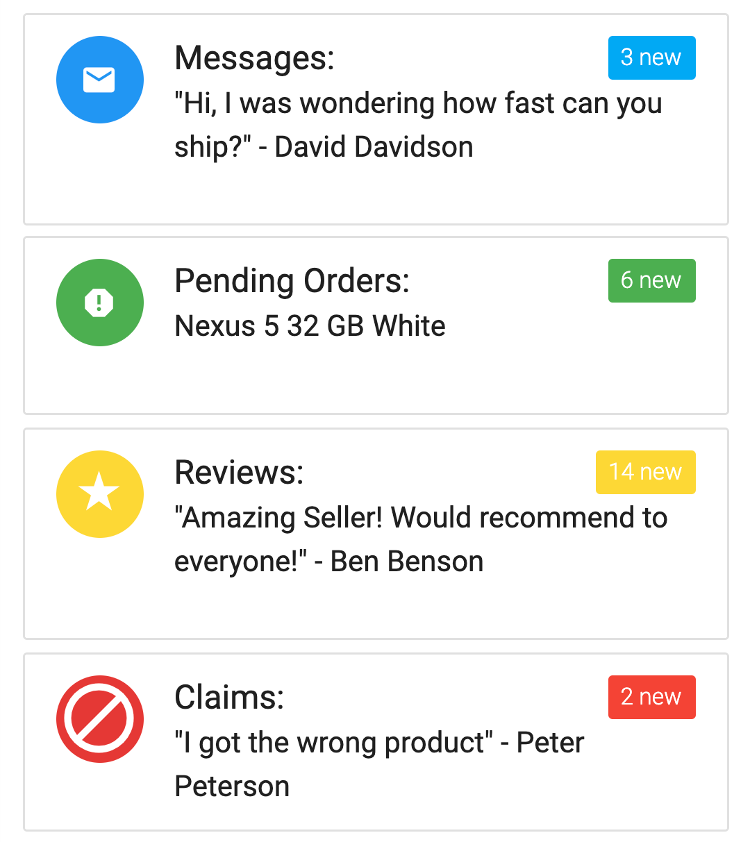 Messages:
3 new
"Hi, I was wondering how fast can you
ship?" - David Davidson
Pending Orders:
6 new
Nexus 5 32 GB White
Reviews:
14 new
"Amazing Seller! Would recommend to
everyone!" - Ben Benson
Claims:
2 new
"I got the wrong product" - Peter
Peterson